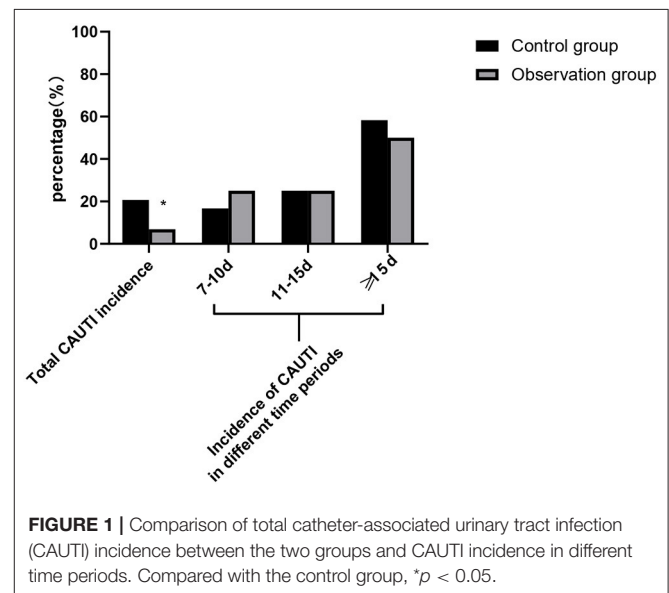 100
80
60
40
20
0
percentage(%)
Control group
Observation group
*
Total CAUTI incidence
7-10d
11-15d
⩾15d
Incidence of CAUTI
in different time periods
FIGURE 1 | Comparison of total catheter-associated urinary tract infection
(CAUTI) incidence between the two groups and CAUTI incidence in different
time periods. Compared with the control group, *p < 0.05.